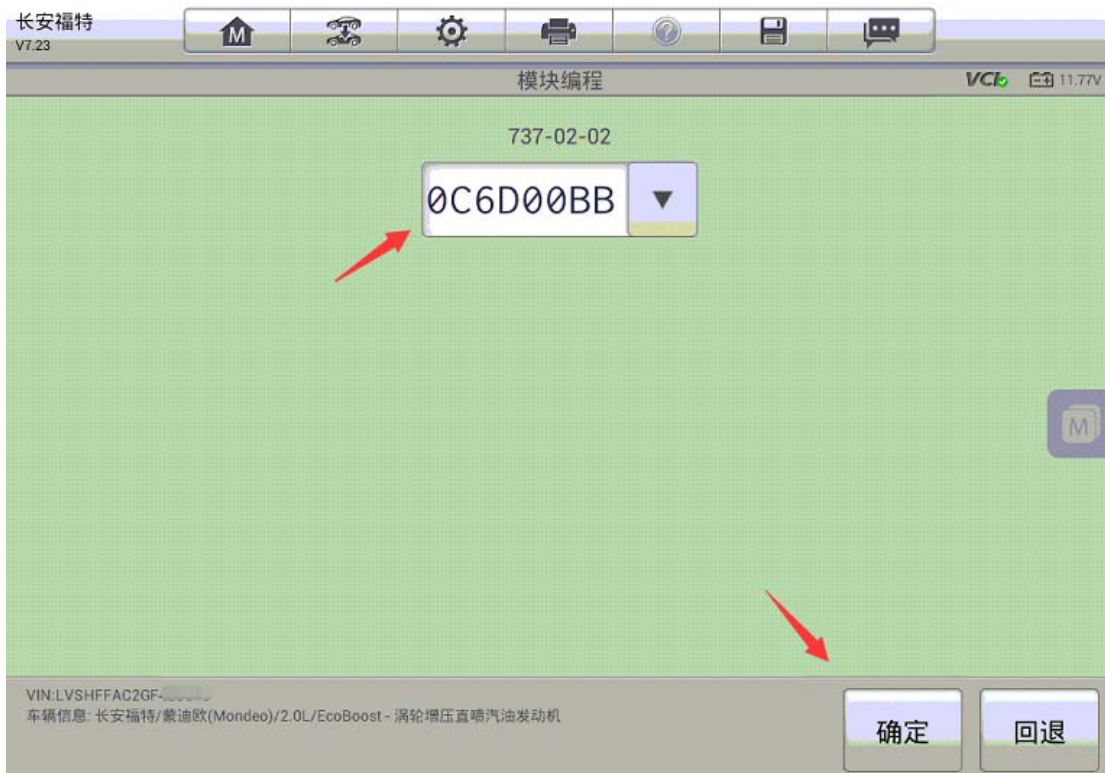 长安福特
V7.23
M
模块编程
VCI
11.77V
737-02-02
0C6D00BB
M
VIN:LVSHFFAC2GF
车辆信息: 长安福特/蒙迪欧(Mondeo)/2.0L/EcoBoost - 涡轮增压直喷汽油发动机
确定
回退